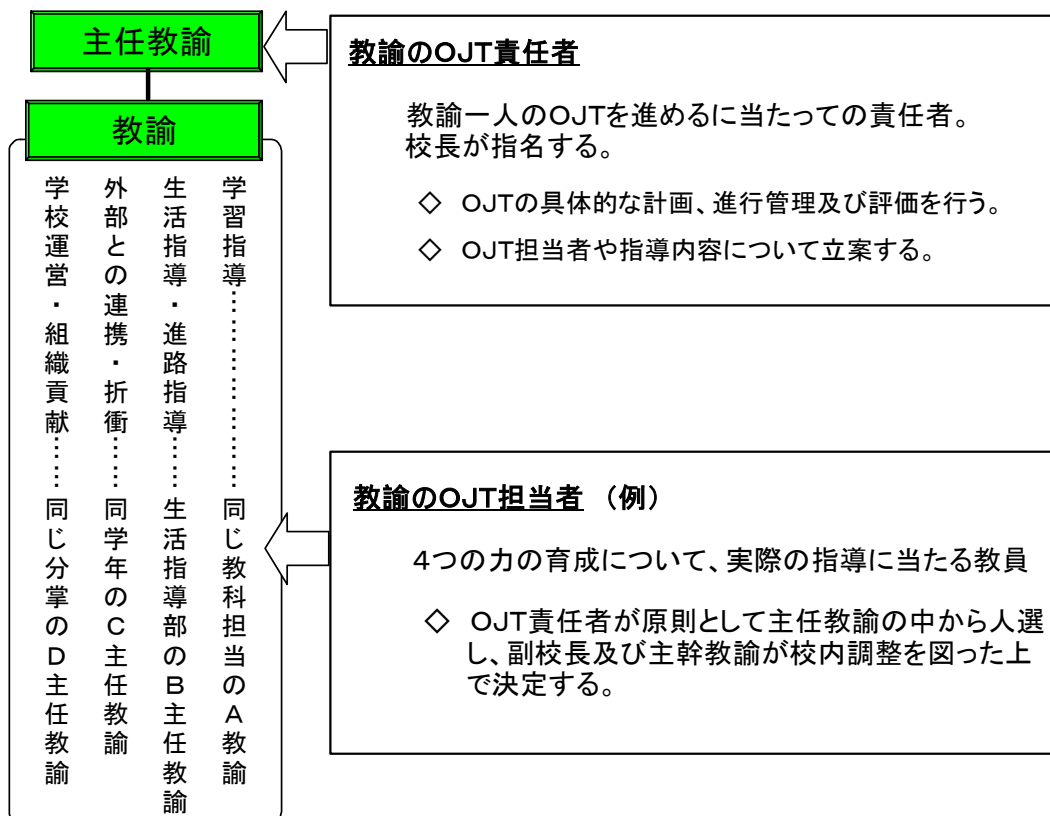 主任教諭
教諭
学習指導……………………同じ教科担当のＡ教諭
生活指導・進路指導……生活指導部のＢ主任教諭
外部との連携・折衝……同学年のＣ主任教諭
学校運営・組織貢献……同じ分掌のＤ主任教諭
教諭のＯＪＴ責任者
教諭一人のＯＪＴを進めるに当たっての責任者。
校長が指名する。
◇ ＯＪＴの具体的な計画、進行管理及び評価を行う。
◇ ＯＪＴ担当者や指導内容について立案する。
教諭のＯＪＴ担当者 （例）
４つの力の育成について、実際の指導に当たる教員
◇ ＯＪＴ責任者が原則として主任教諭の中から人選
し、副校長及び主幹教諭が校内調整を図った上
で決定する。